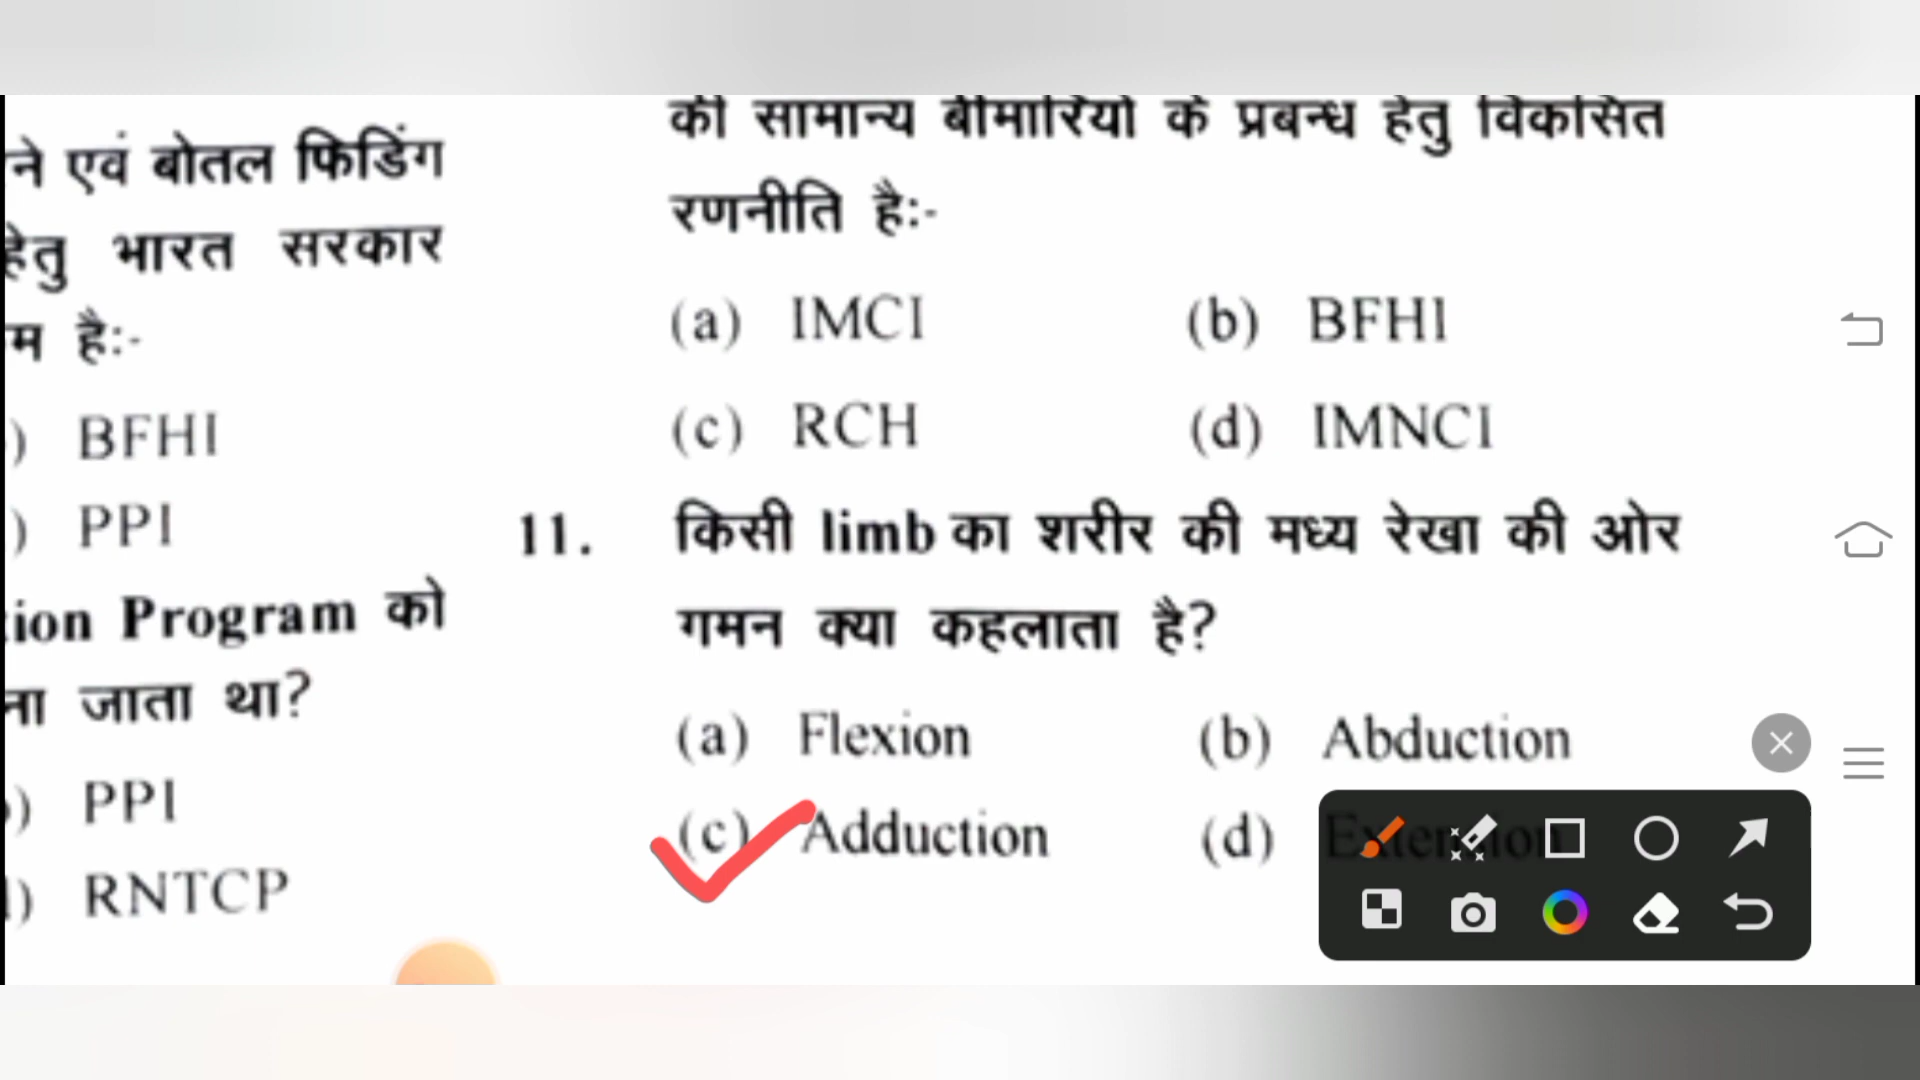 ने एवं बोतल फिडिंग
हेतु भारत सरकार
म है:-
) BFHI
) PPI
ion Program को
ना जाता था?
) PPI
) RNTCP
की सामान्य बीमारियों के प्रबन्ध हेतु विकसित
रणनीति है:-
(a) IMCI (b) BFHI
(c) RCH (d) IMNCI
11. किसी limb का शरीर की मध्य रेखा की ओर
गमन क्या कहलाता है?
(a) Flexion (b) Abduction
(c) Adduction (d) Extension